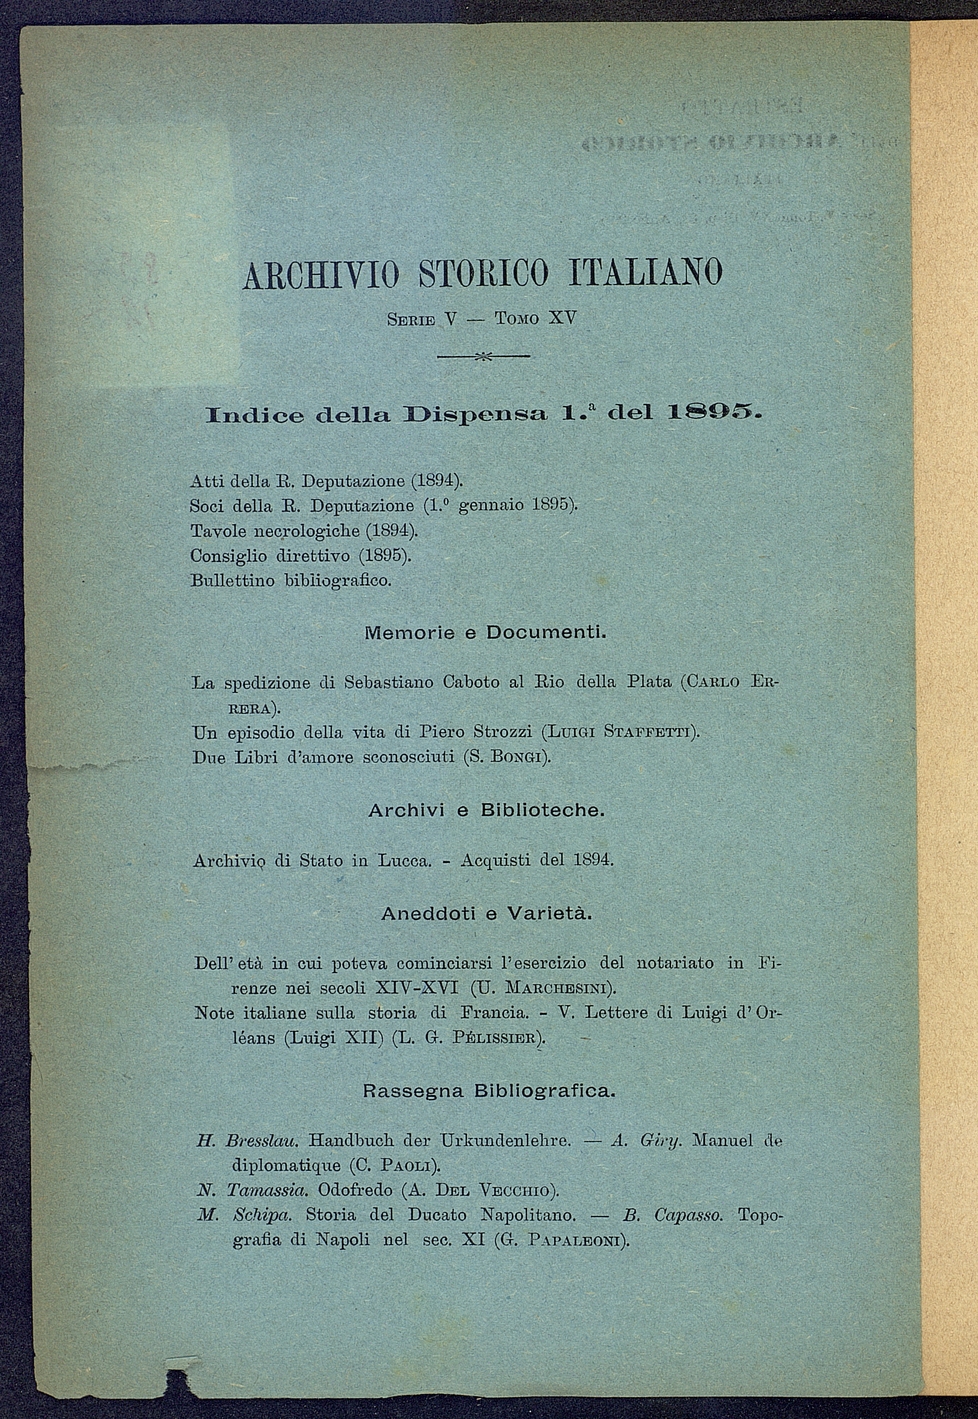 ARCHIVIO STORICO ITALIANO
SERIE V — TOMO XV
Indice della Dispensa 1.ª del 1895.
Atti della R. Deputazione (1894).
Soci della R. Deputazione (1.º gennaio 1895).
Tavole necrologiche (1894).
Consiglio direttivo (1895).
Bullettino bibliografico.
Memorie e Documenti.
La spedizione di Sebastiano Caboto al Rio della Plata (CARLO ER-
RERA).
Un episodio della vita di Piero Strozzi (LUIGI STAFFETTI).
Due Libri d'amore sconosciuti (S. BONGI).
Archivi e Biblioteche.
Archivio di Stato in Lucca. - Acquisti del 1894.
Aneddoti e Varietà.
Dell' età in cui poteva cominciarsi l'esercizio del notariato in Fi-
renze nei secoli XIV-XVI (U. MARCHESINI).
Note italiane sulla storia di Francia. - V. Lettere di Luigi d' Or-
léans (Luigi XII) (L. G. PÉLISSIER).
Rassegna Bibliografica.
H. Bresslau. Handbuch der Urkundenlehre. — A. Giry. Manuel de
diplomatique (C. PAOLI).
N. Tamassia. Odofredo (A. DEL VECCHIO).
M. Schipa. Storia del Ducato Napolitano. — B. Capasso. Topo-
grafia di Napoli nel sec. XI (G. PAPALEONI).